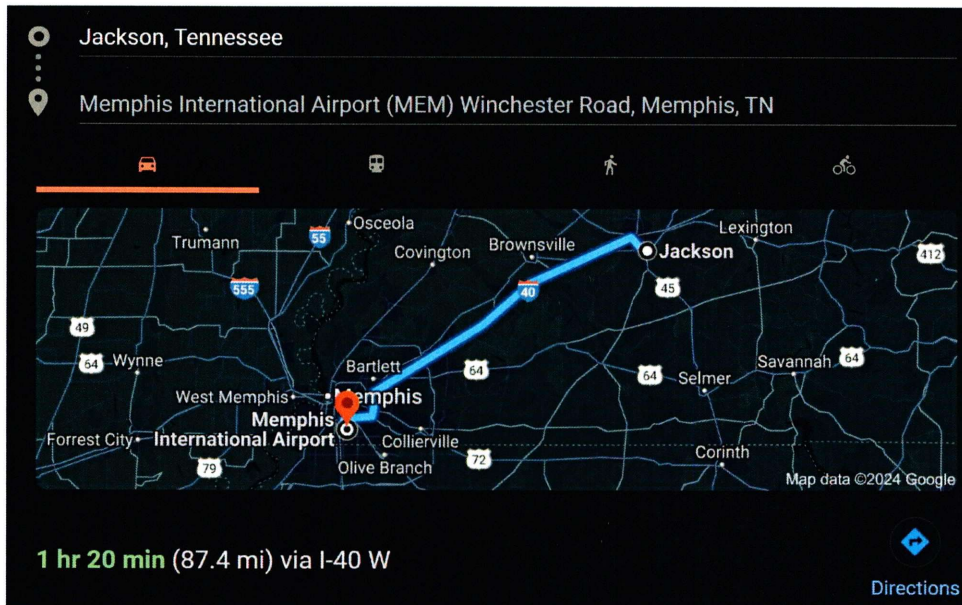 Jackson, Tennessee
Memphis International Airport (MEM) Winchester Road, Memphis, TN
Osceola
55
Trumann
Covington
Brownsville
Lexington
Jackson
412
555
40
45
49
64
Wynne
Bartlett
64
64
Selmer
Savannah
64
West Memphis
Memphis
Memphis
International Airport
Forrest City
Collierville
79
Olive Branch
72
Corinth
Map data ©2024 Google
1 hr 20 min (87.4 mi) via I-40 W
Directions